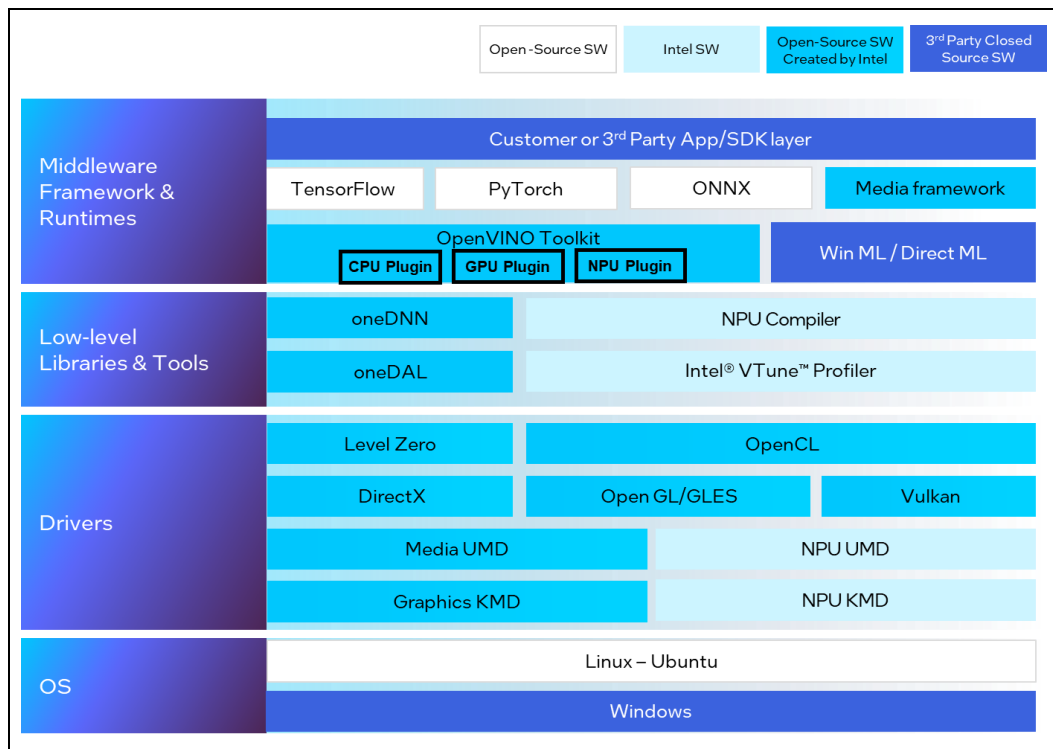 Open-Source SW
Intel SW
Open-Source SW
Created by Intel
3rd Party Closed
Source SW
Middleware
Framework &
Runtimes
Customer or 3rd Party App/SDK layer
TensorFlow
PyTorch
ONNX
Media framework
OpenVINO Toolkit
CPU Plugin
GPU Plugin
NPU Plugin
Win ML / Direct ML
Low-level
Libraries & Tools
oneDNN
NPU Compiler
oneDAL
Intel® VTune™ Profiler
Drivers
Level Zero
OpenCL
DirectX
Open GL/GLES
Vulkan
Media UMD
NPU UMD
Graphics KMD
NPU KMD
OS
Linux – Ubuntu
Windows